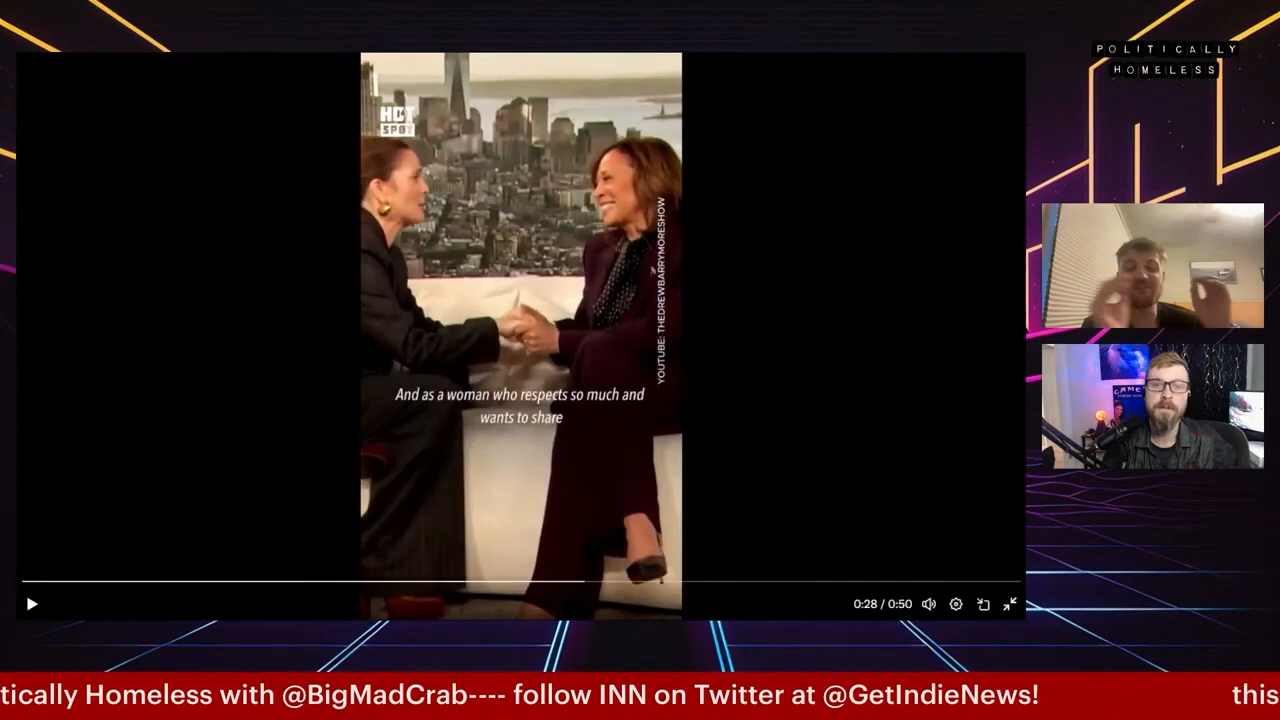 POLITICALLY
HOMELESS
HOT
SPOT
YOUTUBE: THEDREWBARRYMORESHOW
And as a woman who respects so much and
wants to share
GAME
0:28 / 0:50
tically Homeless with @BigMadCrab---- follow INN on Twitter at @GetIndieNews!
this